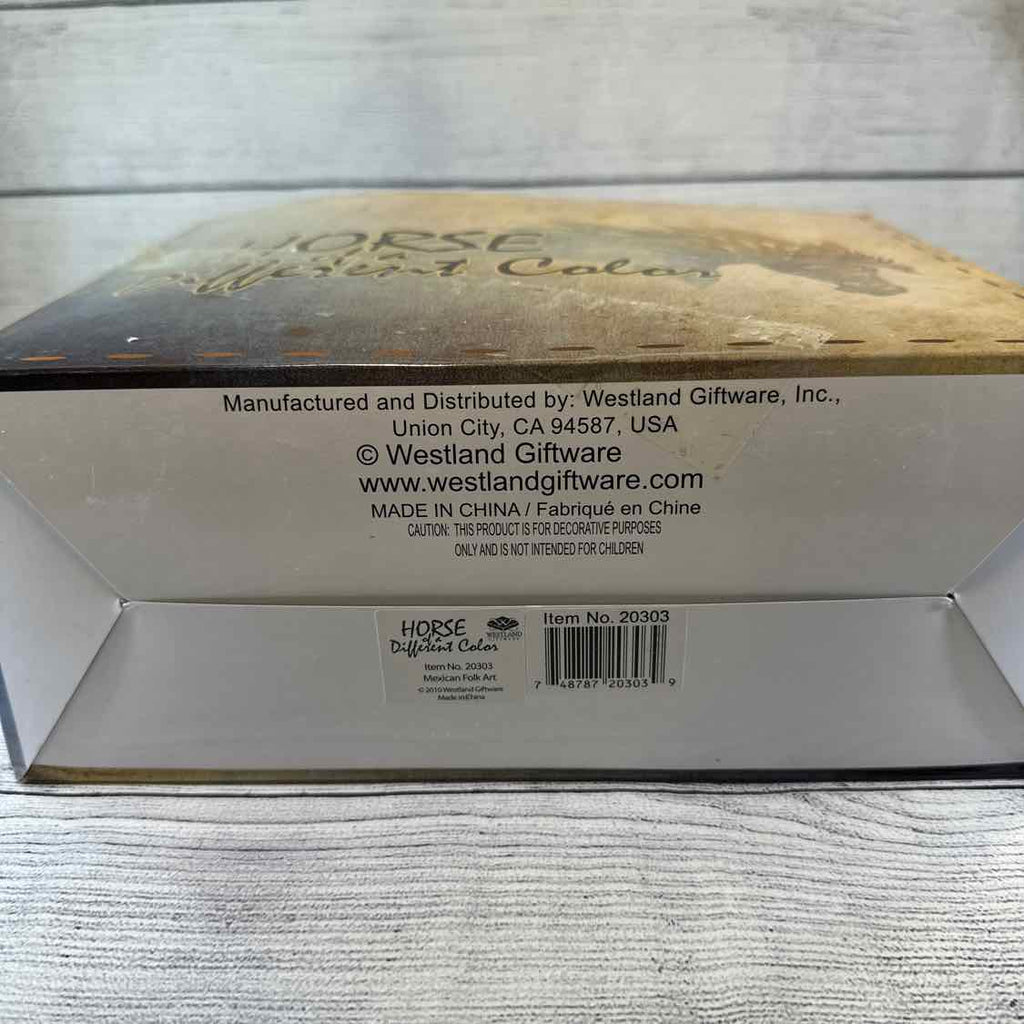 HORSE
of a
Different Color
Manufactured and Distributed by: Westland Giftware, Inc.,
Union City, CA 94587, USA
© Westland Giftware
www.westlandgiftware.com
MADE IN CHINA / Fabriqué en Chine
CAUTION: THIS PRODUCT IS FOR DECORATIVE PURPOSES
ONLY AND IS NOT INTENDED FOR CHILDREN
HORSE
of a
Different Color
WESTLAND
GIFTWARE
Item No. 20303
Mexican Folk Art
© 2010 Westland Giftware
Made in China
Item No. 20303
7 48787 20303 9